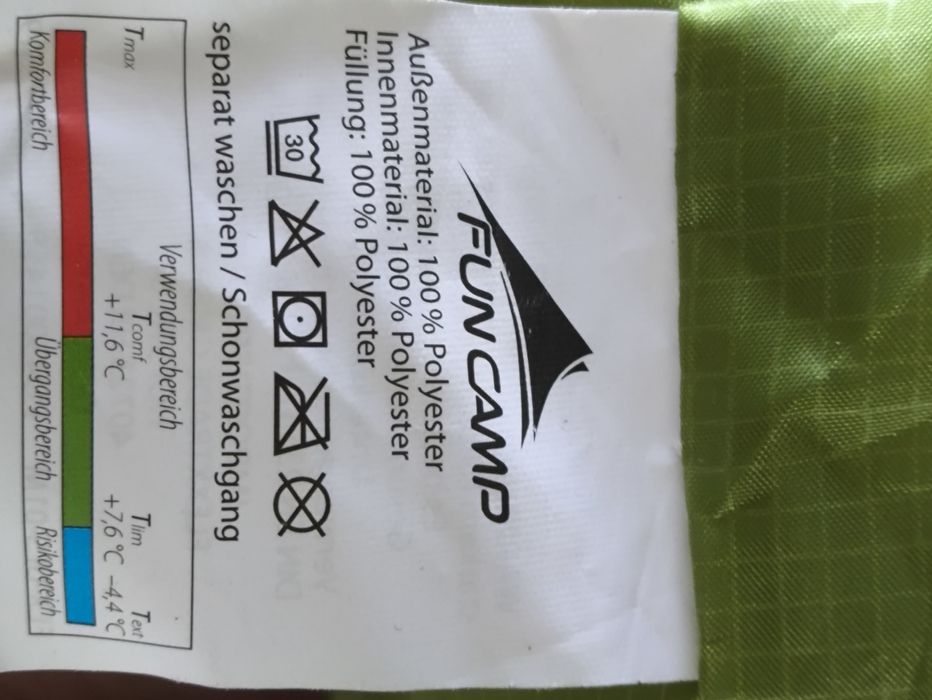 FUN CAMP
Außenmaterial: 100 % Polyester
Innenmaterial: 100 % Polyester
Füllung: 100 % Polyester
30
separat waschen / Schonwaschgang
Verwendungsbereich
Tmax Tcomf Tlim Text
+11,6 °C +7,6 °C –4,4 °C
Komfortbereich Übergangsbereich Risikobereich